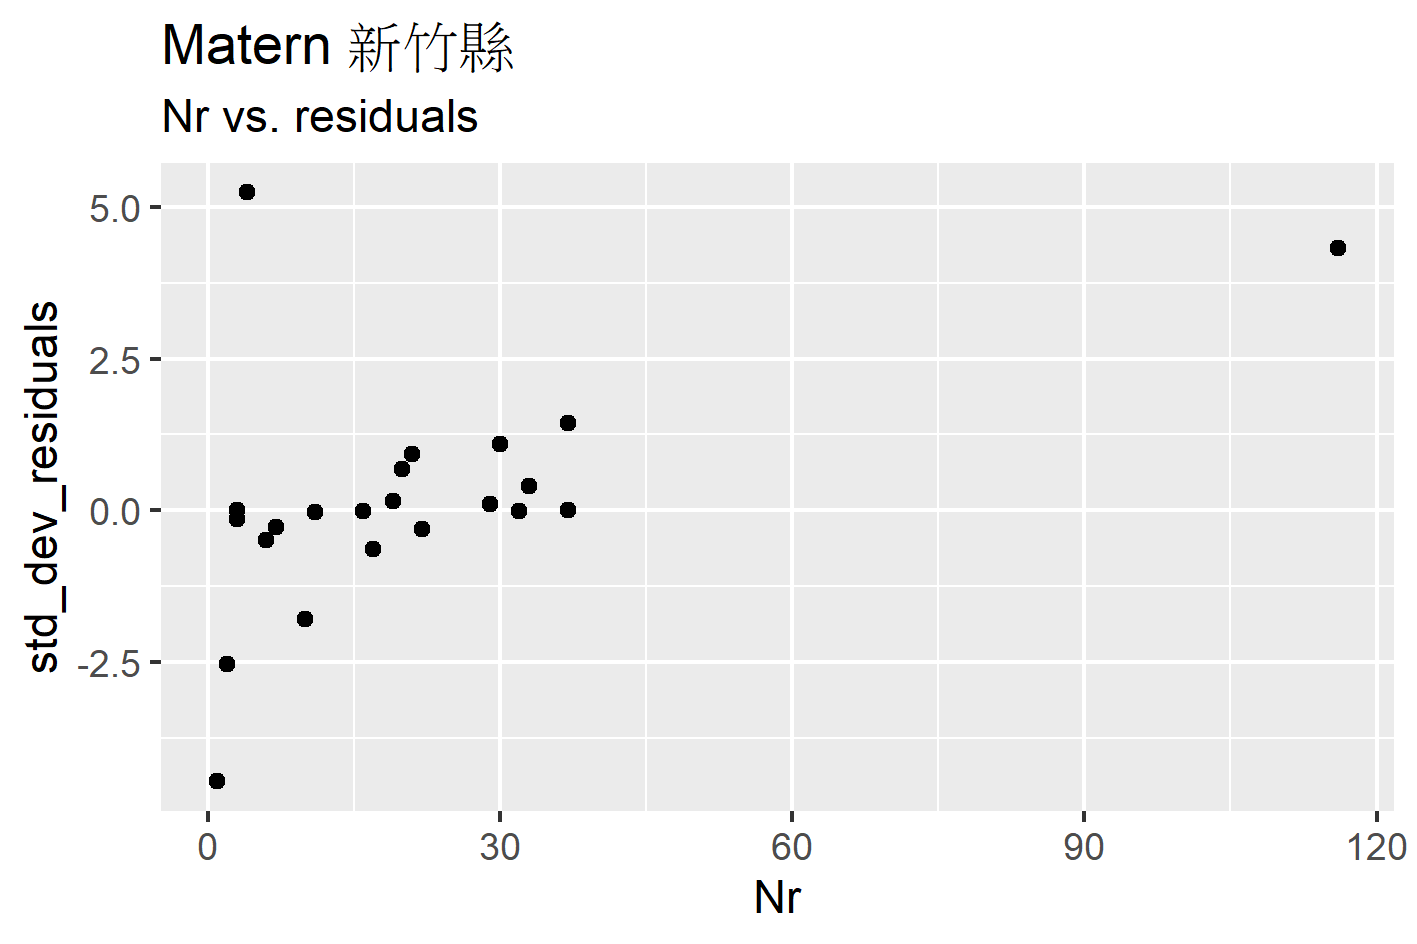 Matern 新竹縣
Nr vs. residuals
5.0
2.5
0.0
-2.5
std_dev_residuals
0 30 60 90 120
Nr